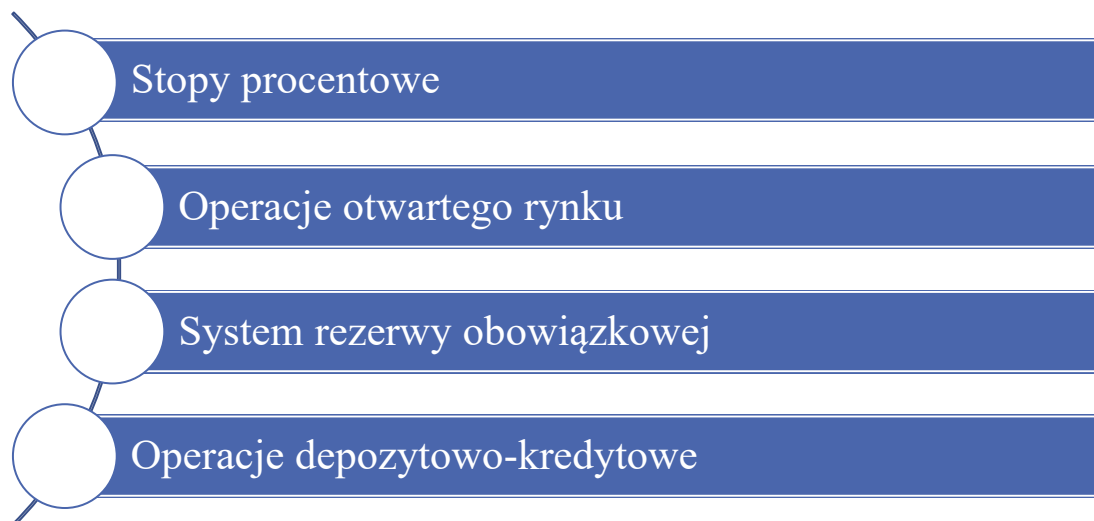 Stopy procentowe
Operacje otwartego rynku
System rezerwy obowiązkowej
Operacje depozytowo-kredytowe